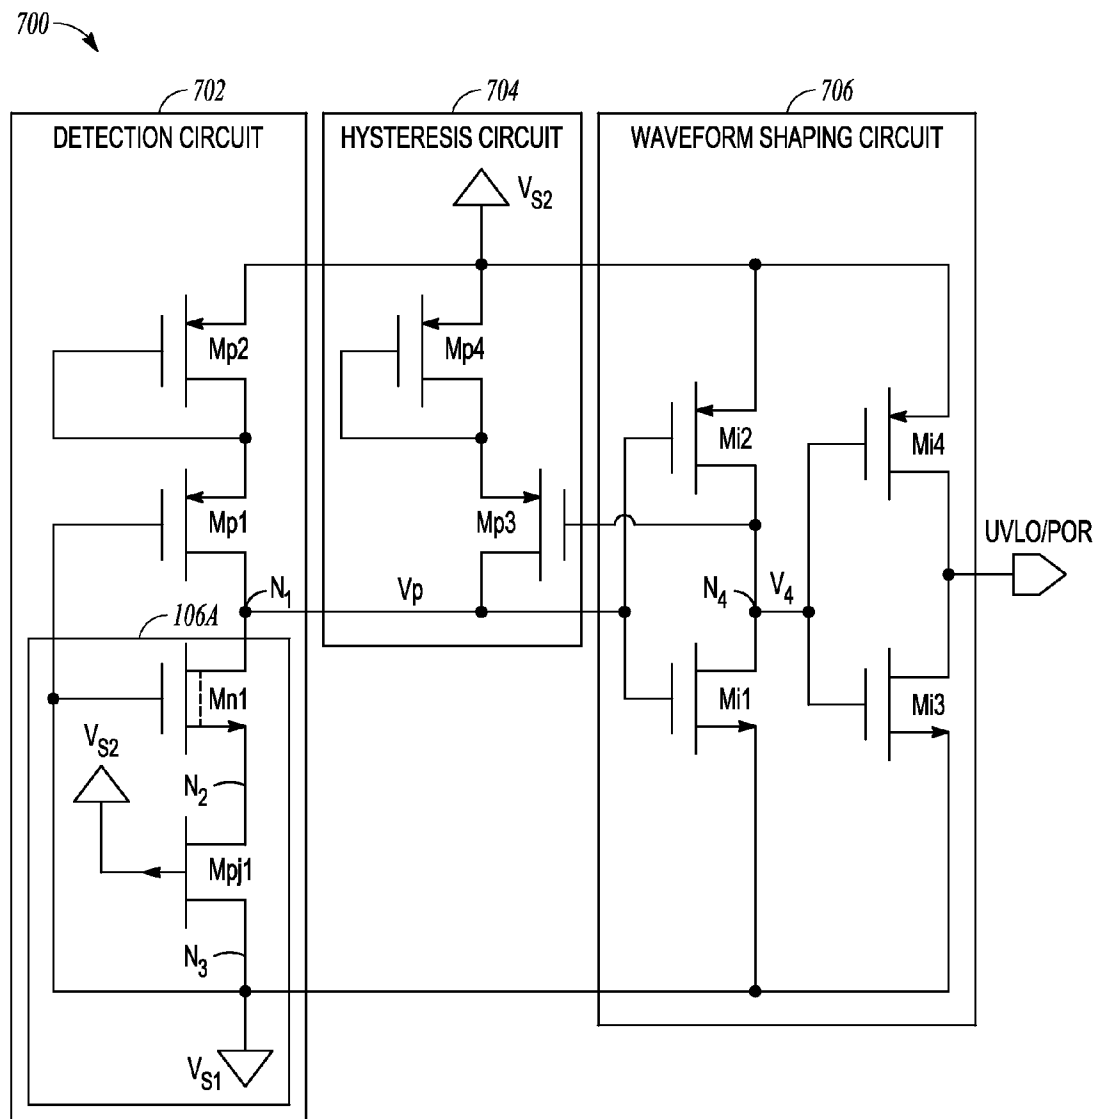 700
702
704
706
DETECTION CIRCUIT
HYSTERESIS CIRCUIT
WAVEFORM SHAPING CIRCUIT
VS2
Mp2
Mp4
Mi2
Mi4
Mp1
Mp3
UVLO/POR
N1
Vp
N4
V4
106A
Mn1
Mi1
Mi3
VS2
N2
Mpj1
N3
VS1